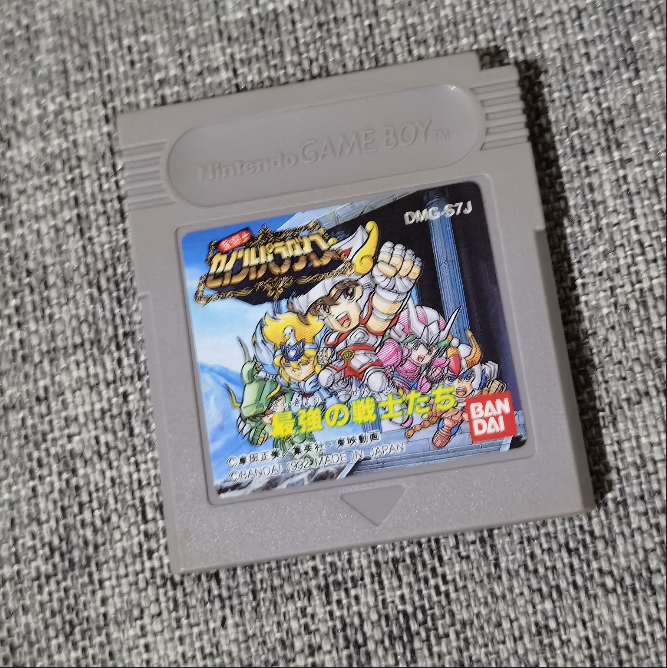 Nintendo GAME BOY™
DMG-S7J
聖闘士
セイントパラダイス
最強の戦士たち
BAN
DAI
©車田正美／集英社・東映動画
©BANDAI 1992 MADE IN JAPAN